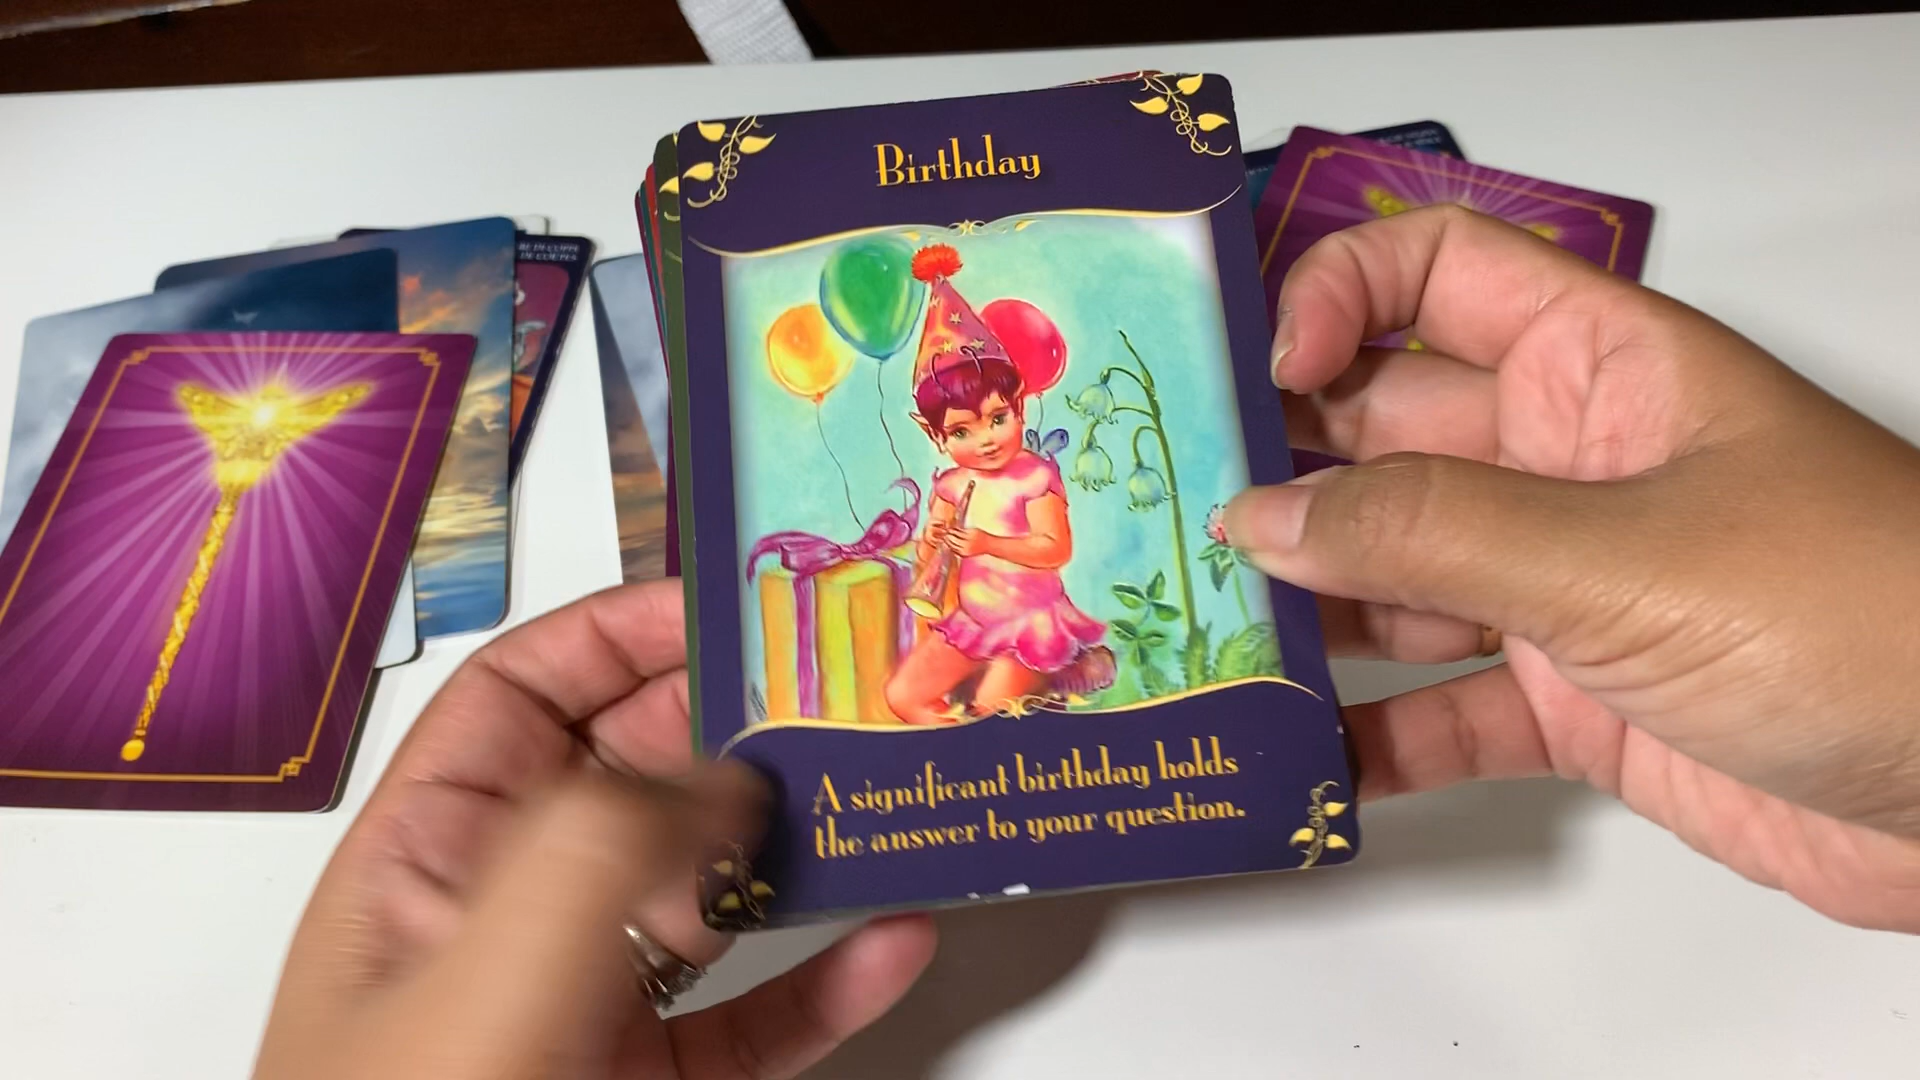 Birthday
A significant birthday holds
the answer to your question.